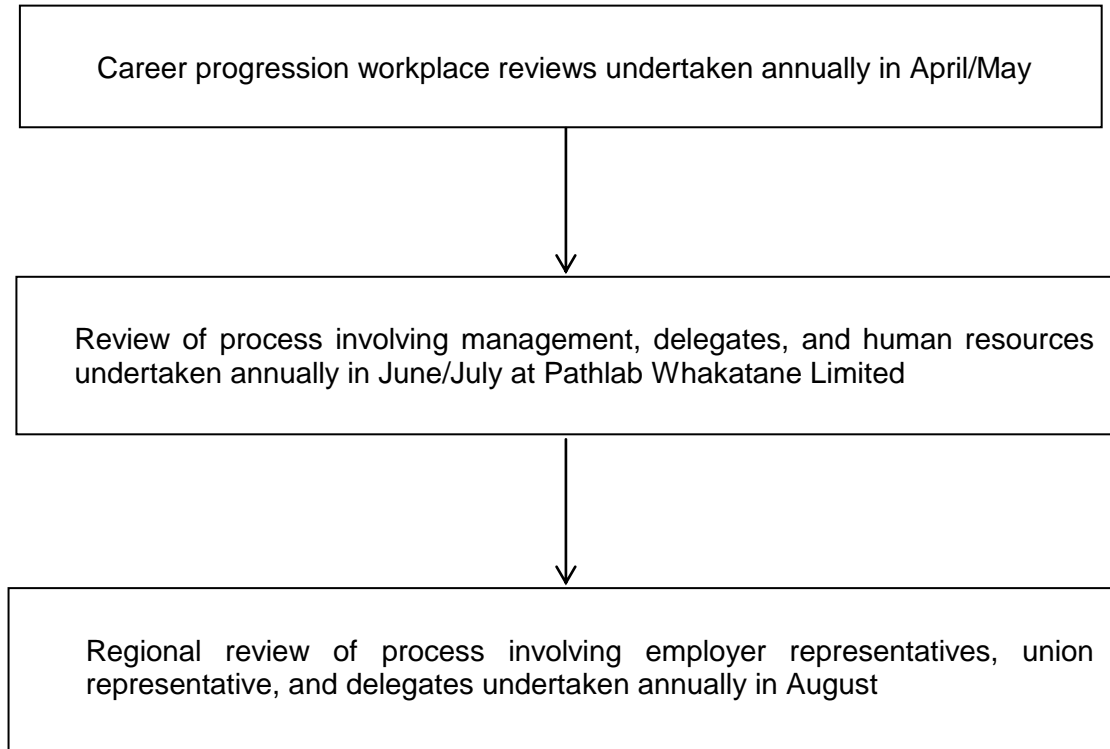 Career progression workplace reviews undertaken annually in April/May
Review of process involving management, delegates, and human resources
undertaken annually in June/July at Pathlab Whakatane Limited
Regional review of process involving employer representatives, union
representative, and delegates undertaken annually in August